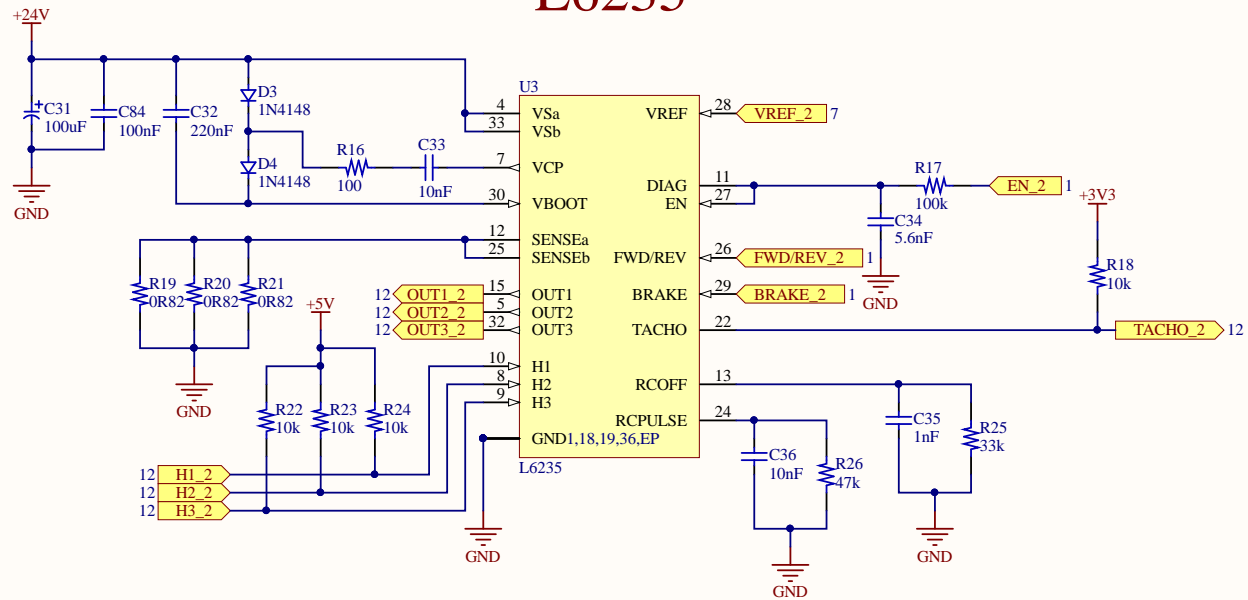 L6235
+24V
C31
100uF
C84
100nF
C32
220nF
D3
1N4148
D4
1N4148
GND
R16
100
C33
10nF
U3
4
VSa
33
VSb
7
VCP
30
VBOOT
12
SENSEa
25
SENSEb
15
OUT1
5
OUT2
32
OUT3
10
H1
8
H2
9
H3
GND
1,18,19,36,EP
L6235
VREF
28
VREF_2
7
DIAG
11
EN
27
R17
100k
EN_2
1
C34
5.6nF
GND
FWD/REV
26
FWD/REV_2
1
BRAKE
29
BRAKE_2
1
+3V3
R18
10k
TACHO
22
TACHO_2
12
RCOFF
13
C35
1nF
R25
33k
GND
RCPULSE
24
C36
10nF
R26
47k
GND
R19
0R82
R20
0R82
R21
0R82
GND
12
OUT1_2
12
OUT2_2
12
OUT3_2
+5V
R22
10k
R23
10k
R24
10k
12
H1_2
12
H2_2
12
H3_2
GND